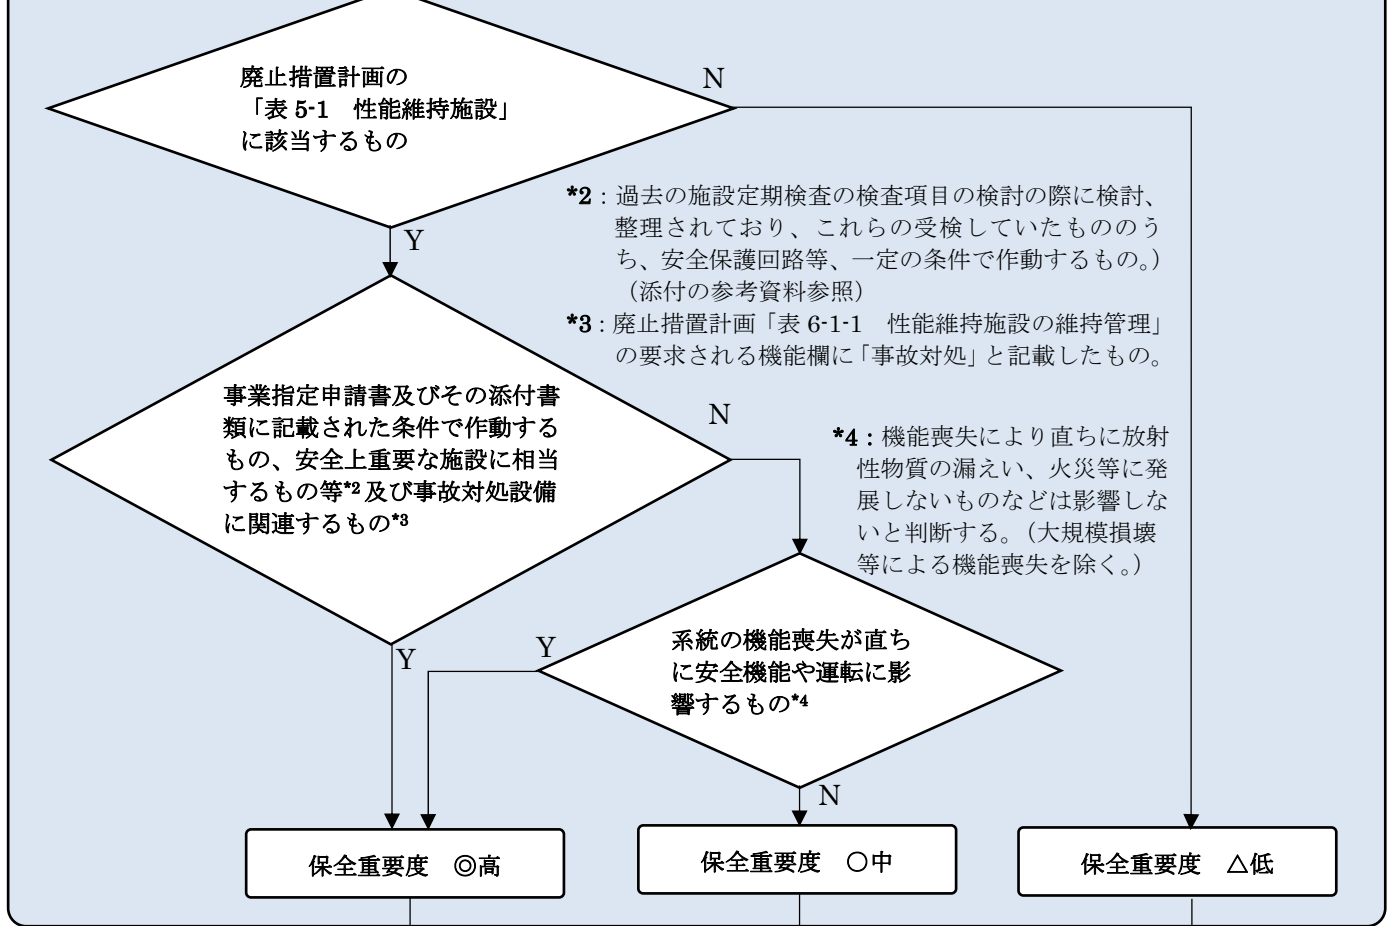 廃止措置計画の
「表 5-1　性能維持施設」
に該当するもの
N
Y
*2：過去の施設定期検査の検査項目の検討の際に検討、
整理されており、これらの受検していたもののう
ち、安全保護回路等、一定の条件で作動するもの。）
（添付の参考資料参照）
*3：廃止措置計画「表 6-1-1　性能維持施設の維持管理」
の要求される機能欄に「事故対処」と記載したもの。
事業指定申請書及びその添付書
類に記載された条件で作動する
もの、安全上重要な施設に相当
するもの等*2 及び事故対処設備
に関連するもの*3
N
Y
*4：機能喪失により直ちに放射
性物質の漏えい、火災等に発
展しないものなどは影響しな
いと判断する。（大規模損壊
等による機能喪失を除く。）
系統の機能喪失が直ち
に安全機能や運転に影
響するもの*4
Y
N
保全重要度　◎高
保全重要度　○中
保全重要度　△低